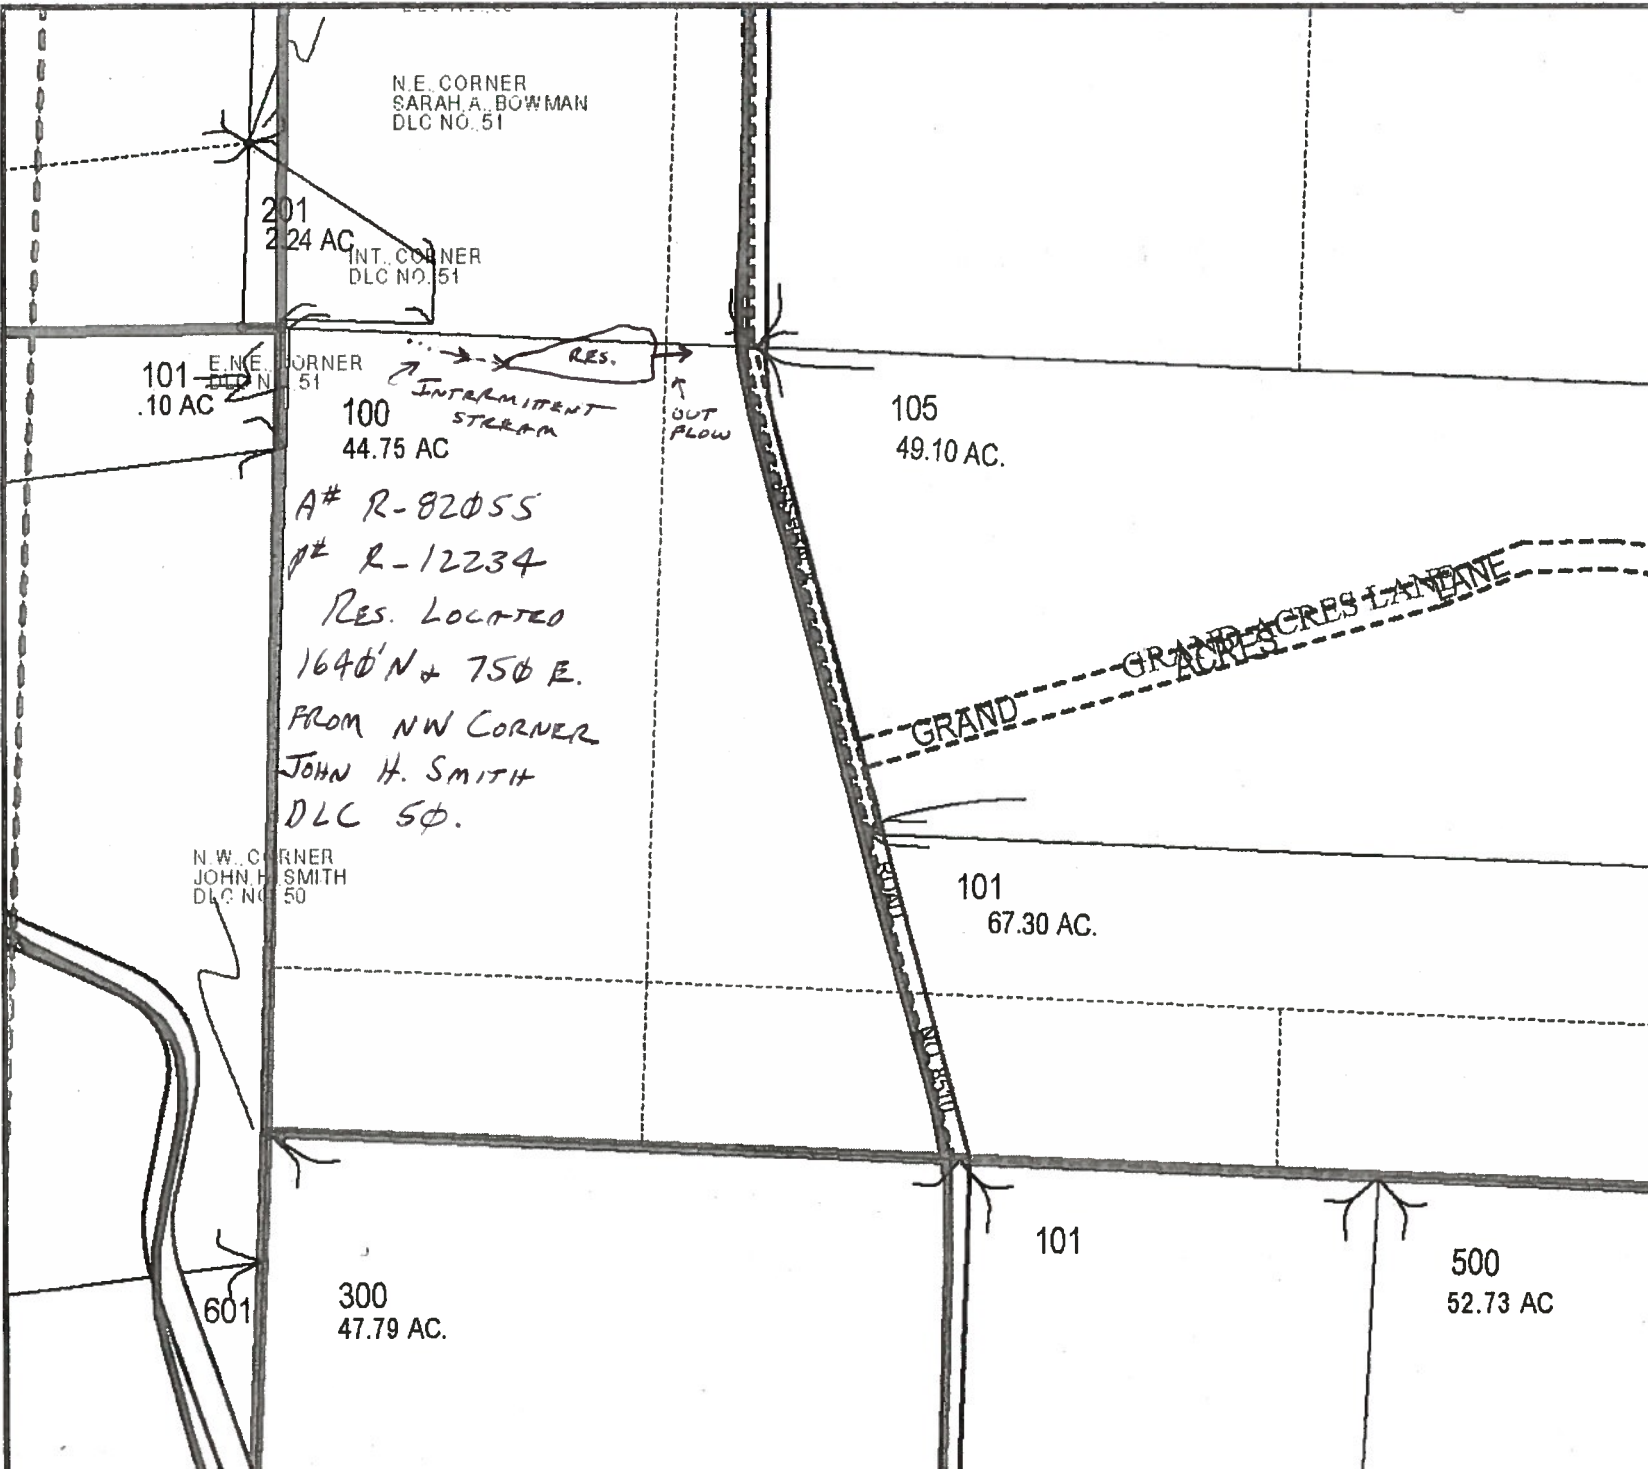 N.E. CORNER
SARAH A. BOWMAN
DLC NO. 51
201
2.24 AC
INT. CORNER
DLC NO. 51
E.N.E. CORNER
DLC NO. 51
101
.10 AC
RES.
INTERMITTENT
STREAM
OUT
FLOW
100
44.75 AC
105
49.10 AC.
A# R-82055
P# R-12234
RES. LOCATED
1640' N & 750 E.
FROM NW CORNER
JOHN H. SMITH
DLC 50.
GRAND ACRES LANE
GRAND ACRES LANE
N.W. CORNER
JOHN H. SMITH
DLC NO. 50
ROAD
NO. 8510
101
67.30 AC.
101
500
52.73 AC
601
300
47.79 AC.